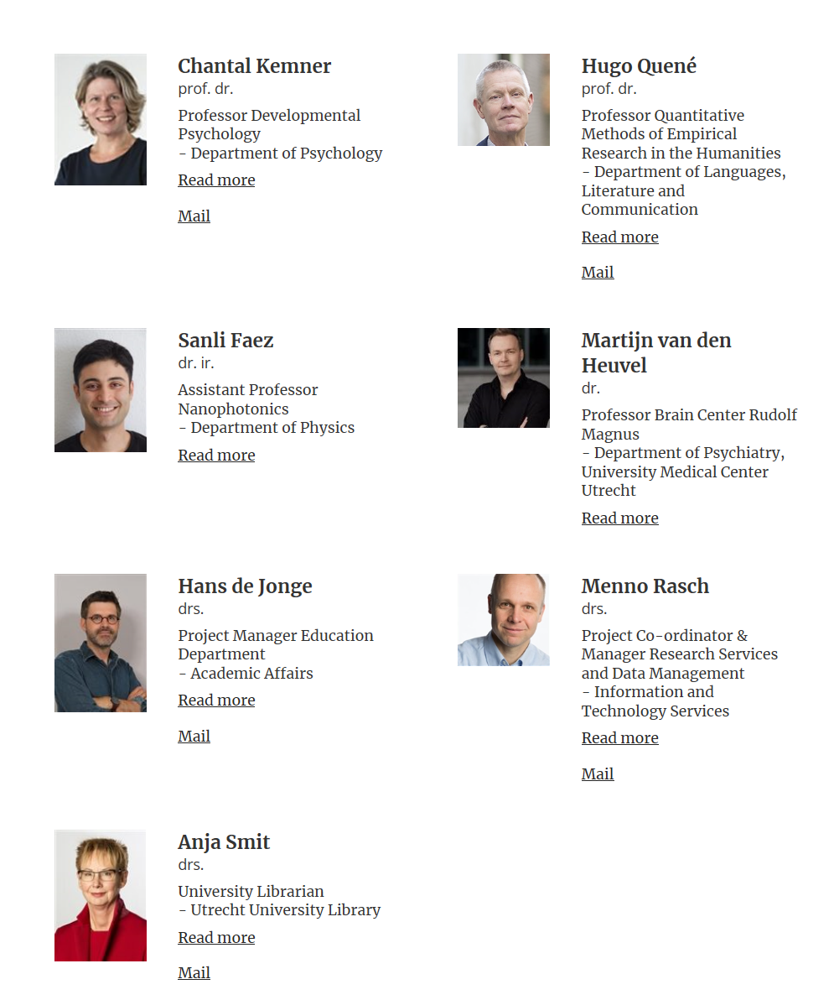 Chantal Kemner
prof. dr.
Professor Developmental
Psychology
- Department of Psychology
Read more
Mail
Hugo Quené
prof. dr.
Professor Quantitative
Methods of Empirical
Research in the Humanities
- Department of Languages,
Literature and
Communication
Read more
Mail
Sanli Faez
dr. ir.
Assistant Professor
Nanophotonics
- Department of Physics
Read more
Martijn van den
Heuvel
dr.
Professor Brain Center Rudolf
Magnus
- Department of Psychiatry,
University Medical Center
Utrecht
Read more
Hans de Jonge
drs.
Project Manager Education
Department
- Academic Affairs
Read more
Mail
Menno Rasch
drs.
Project Co-ordinator &
Manager Research Services
and Data Management
- Information and
Technology Services
Read more
Mail
Anja Smit
drs.
University Librarian
- Utrecht University Library
Read more
Mail